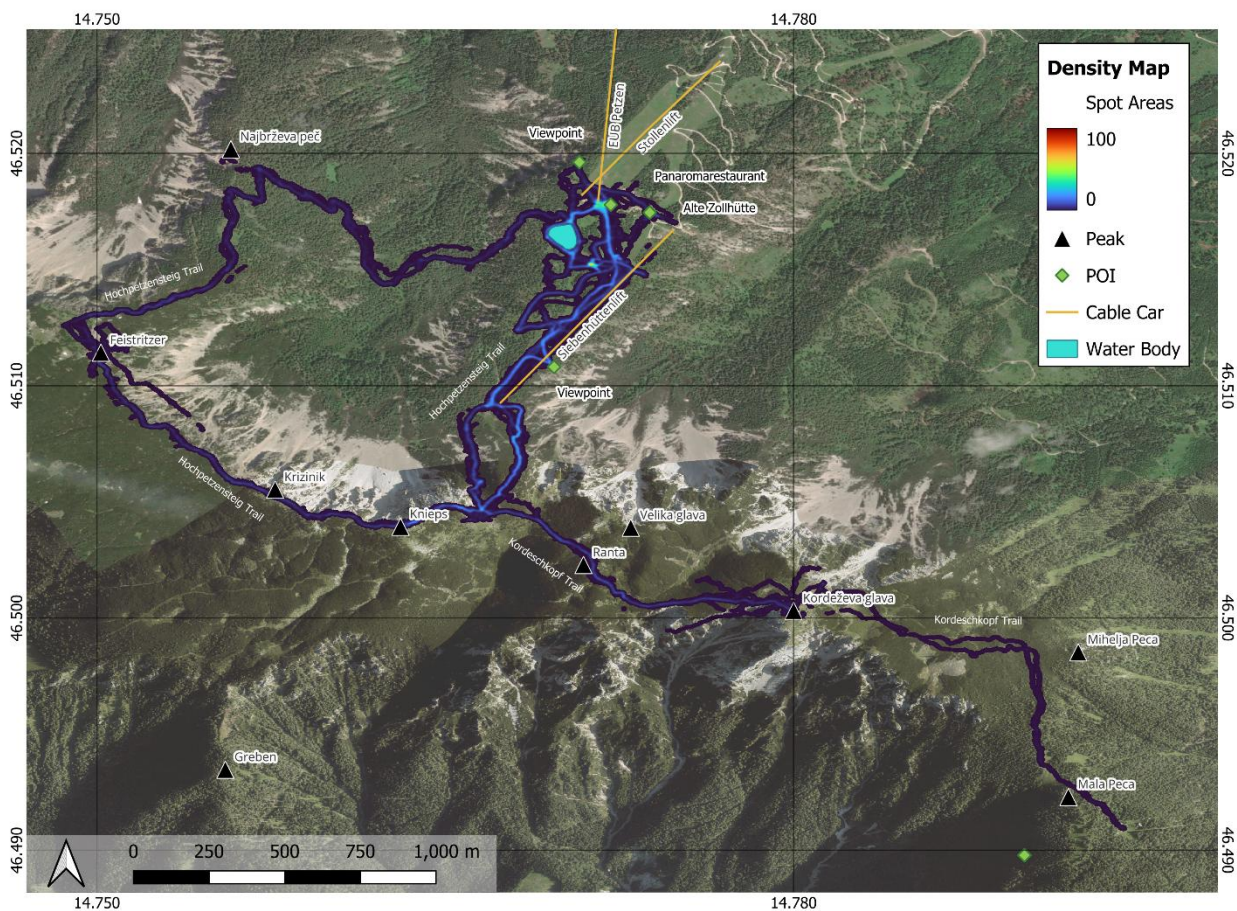 14.750
14.780
Density Map
Spot Areas
100
0
Peak
POI
Cable Car
Water Body
EUB Petzen
Stollenlift
Viewpoint
Najbrževa peč
46.520
46.520
Panaromarestaurant
Alte Zollhütte
Hochpetzensteig Trail
Siebenhüttenlift
Feistritzer
Hochpetzensteig Trail
46.510
46.510
Viewpoint
Hochpetzensteig Trail
Krizinik
Knieps
Velika glava
Ranta
Kordeschkopf Trail
Kordeževa glava
46.500
46.500
Kordeschkopf Trail
Mihelja Peca
Greben
Mala Peca
46.490
46.490
0 250 500 750 1,000 m
14.750
14.780